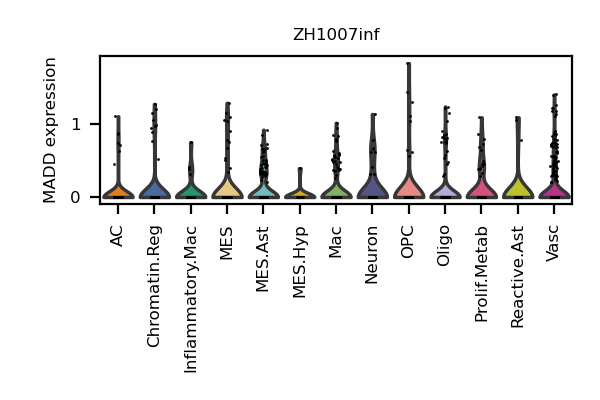 ZH1007inf
MADD expression
1
0
AC
Chromatin.Reg
Inflammatory.Mac
MES
MES.Ast
MES.Hyp
Mac
Neuron
OPC
Oligo
Prolif.Metab
Reactive.Ast
Vasc